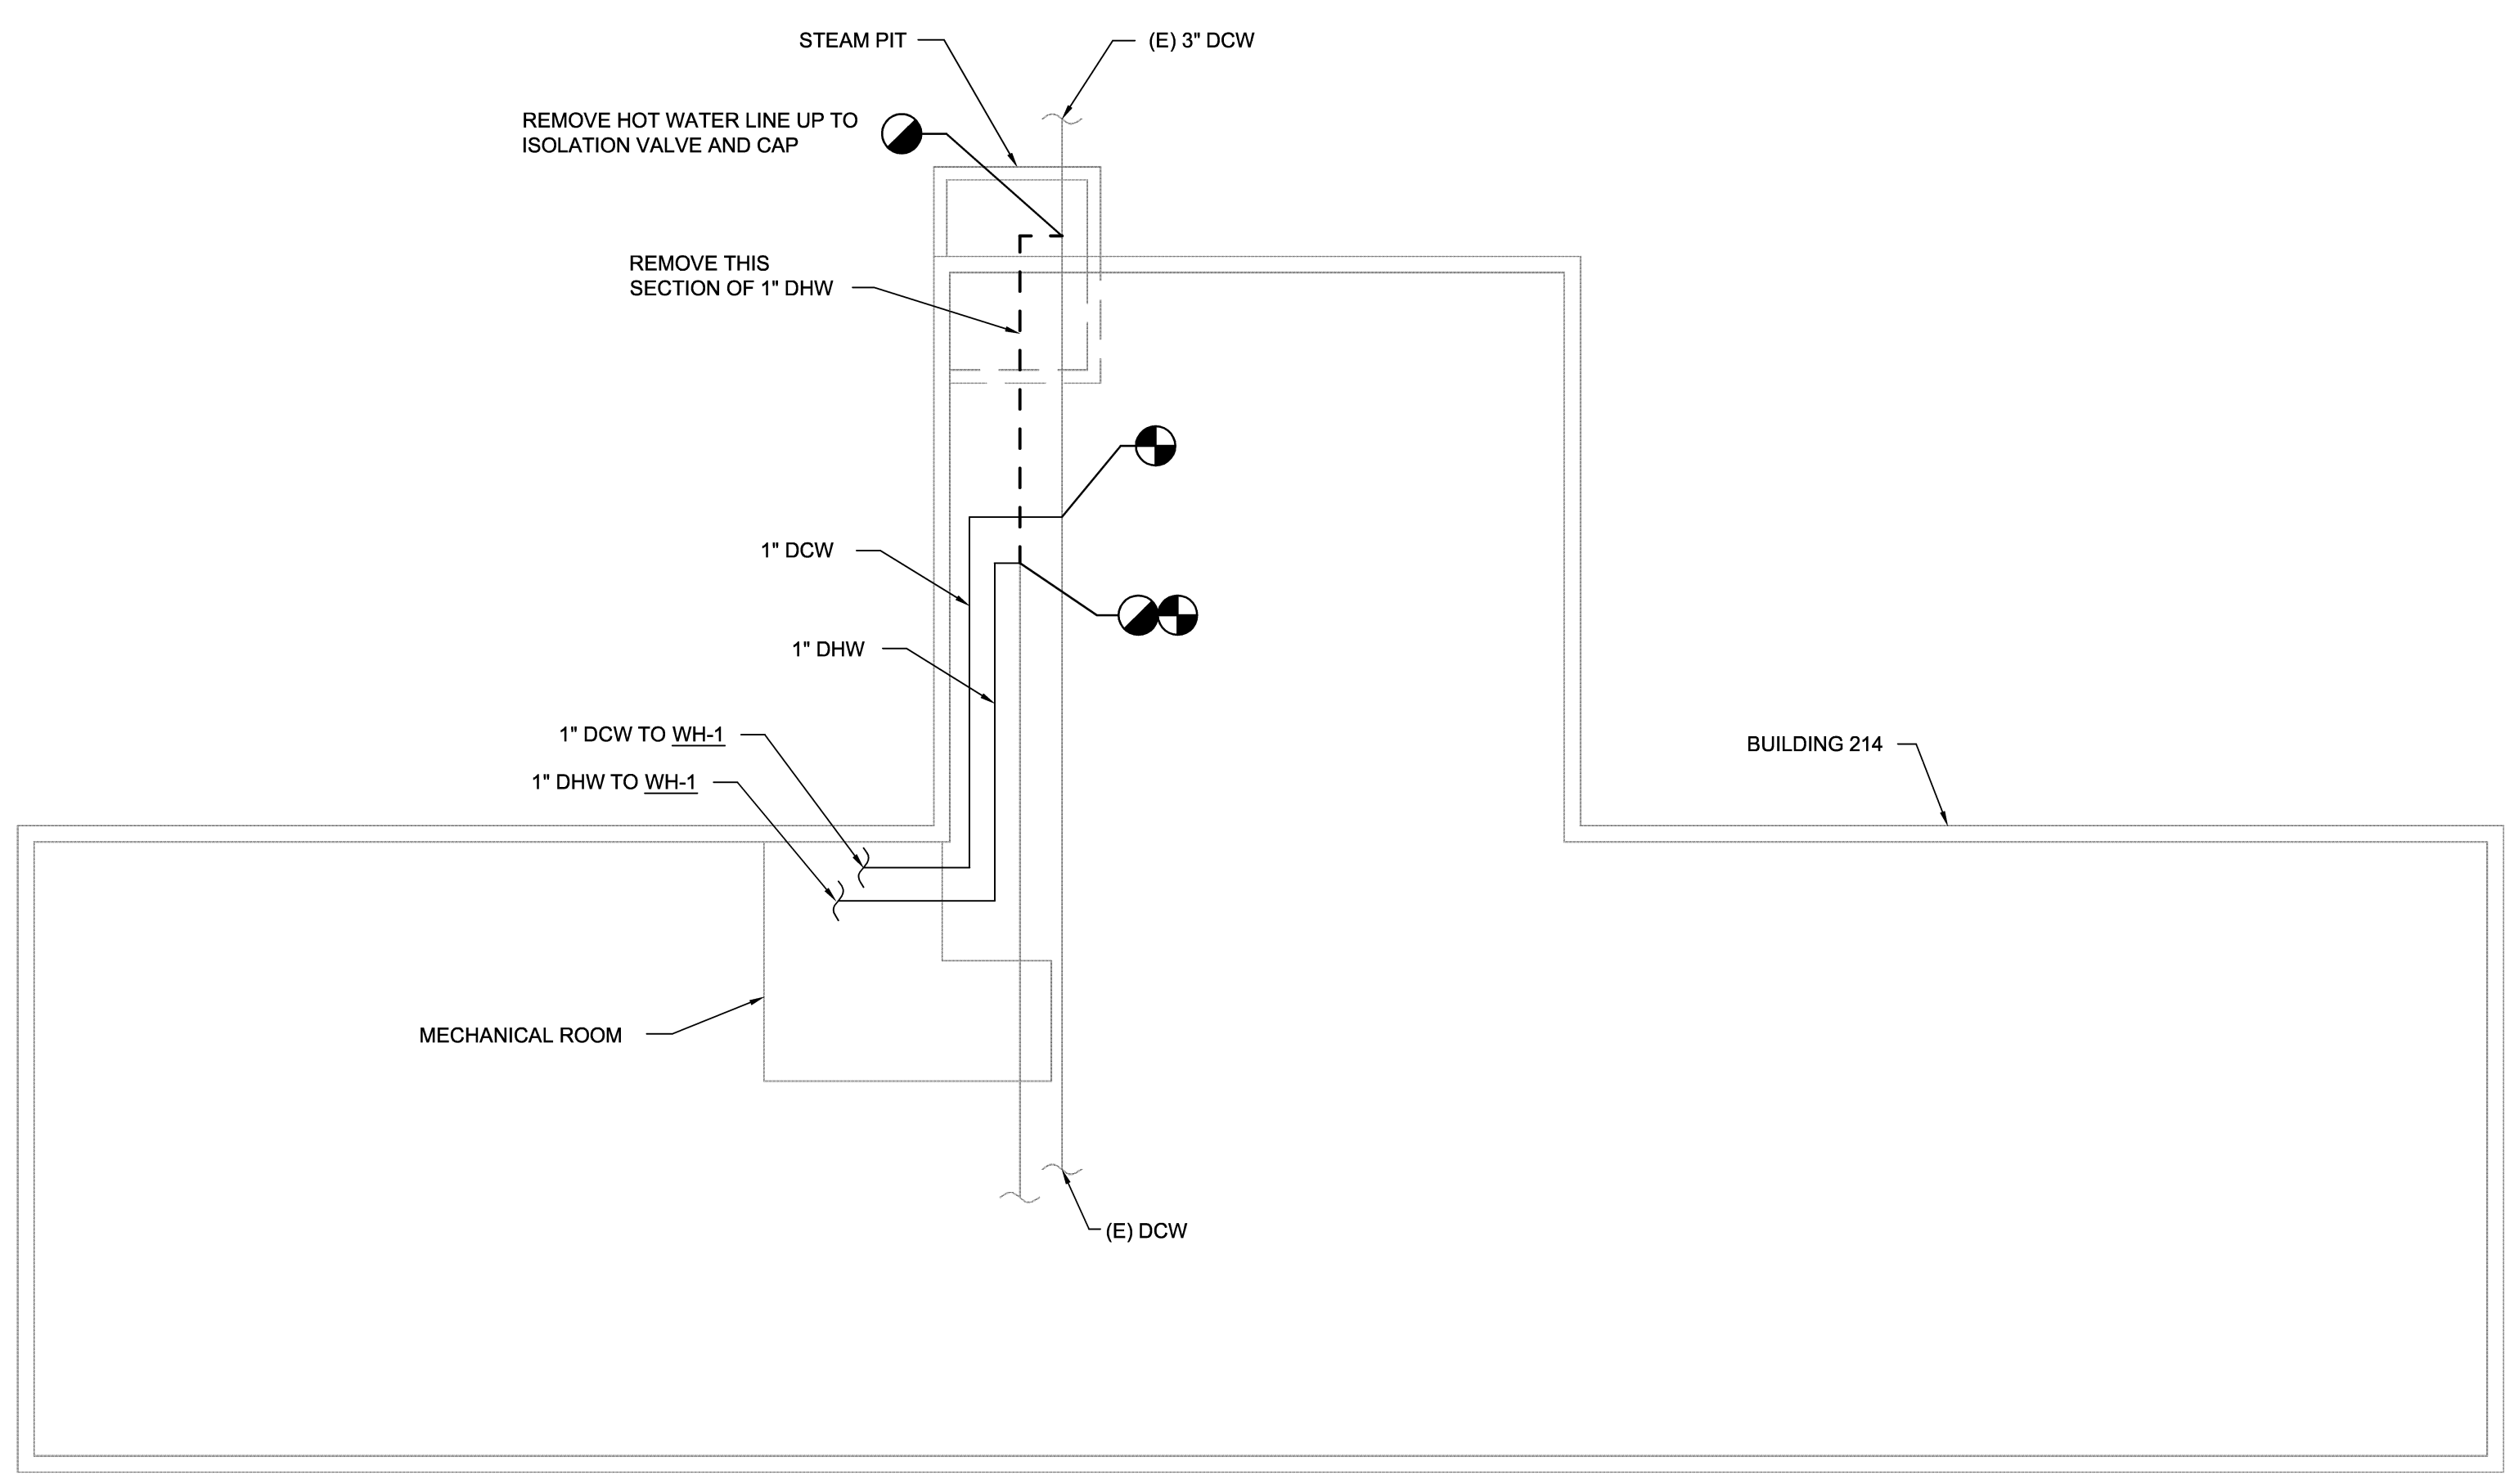 STEAM PIT
(E) 3" DCW
REMOVE HOT WATER LINE UP TO
ISOLATION VALVE AND CAP
REMOVE THIS
SECTION OF 1" DHW
1" DCW
1" DHW
1" DCW TO WH-1
1" DHW TO WH-1
BUILDING 214
MECHANICAL ROOM
(E) DCW